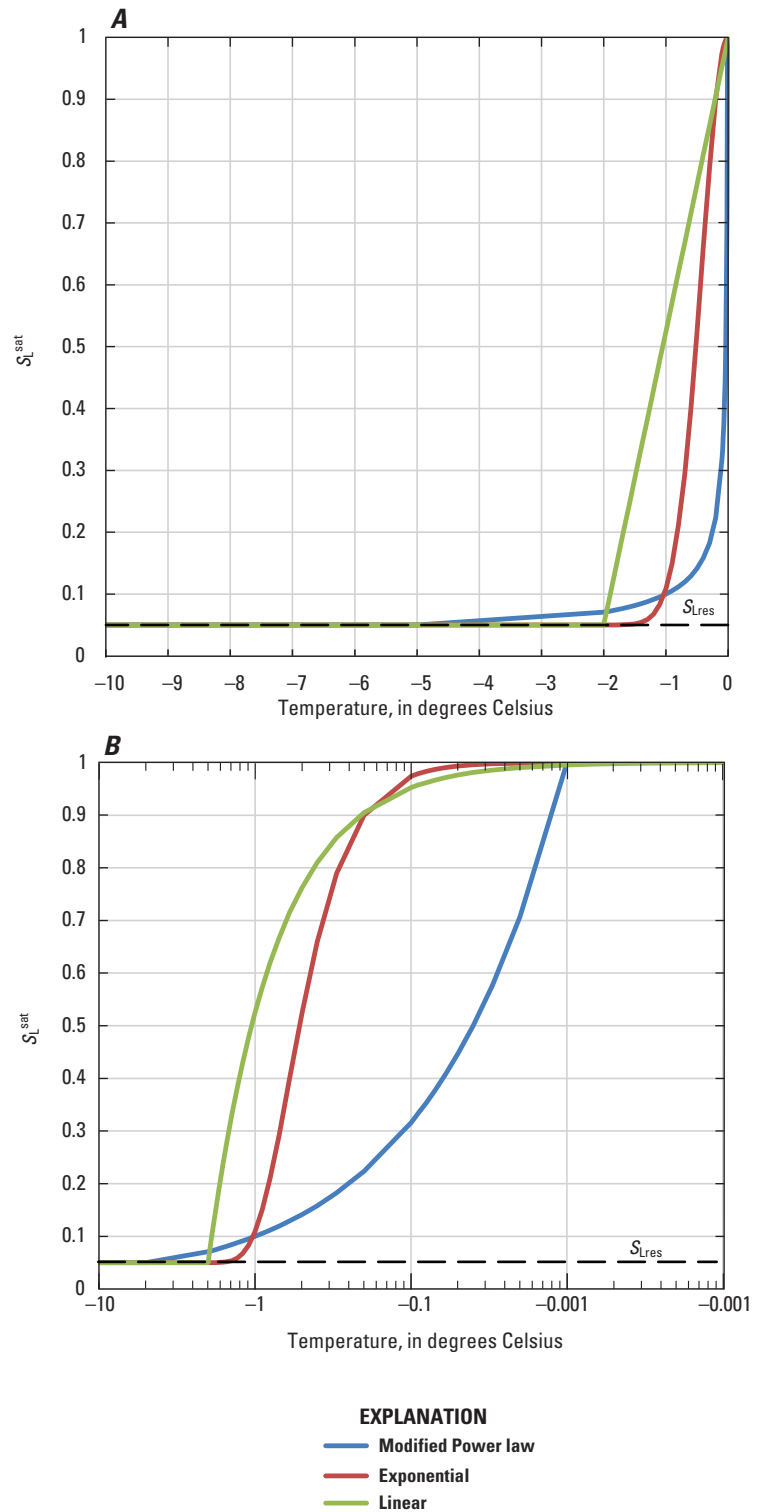 A
1
0.9
0.8
0.7
0.6
0.5
0.4
0.3
0.2
0.1
0
S_L^sat
S_Lres
–10 –9 –8 –7 –6 –5 –4 –3 –2 –1 0
Temperature, in degrees Celsius
B
1
0.9
0.8
0.7
0.6
0.5
0.4
0.3
0.2
0.1
0
S_L^sat
S_Lres
–10 –1 –0.1 –0.001 –0.001
Temperature, in degrees Celsius
EXPLANATION
Modified Power law
Exponential
Linear